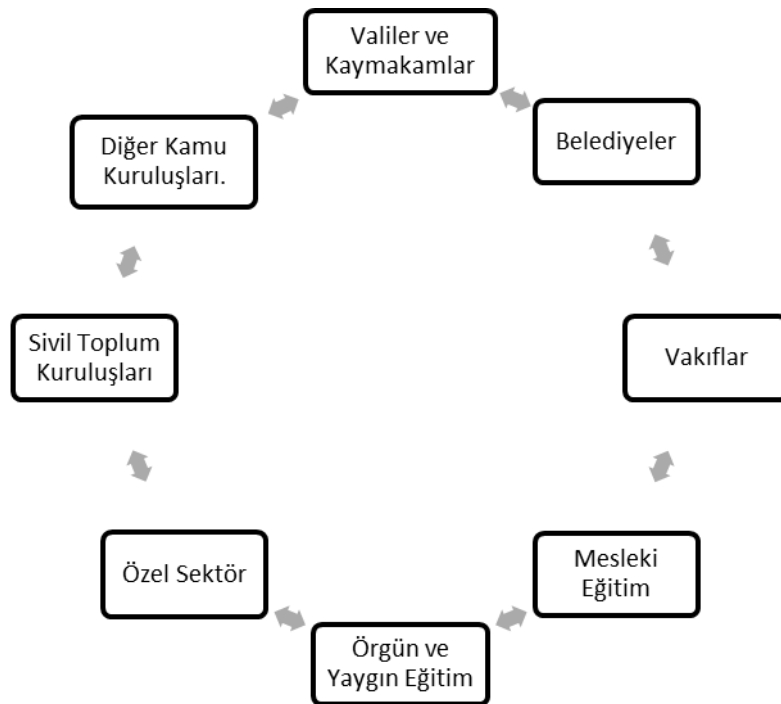 Valiler ve
Kaymakamlar
Belediyeler
Vakıflar
Mesleki
Eğitim
Örgün ve
Yaygın Eğitim
Özel Sektör
Sivil Toplum
Kuruluşları
Diğer Kamu
Kuruluşları.